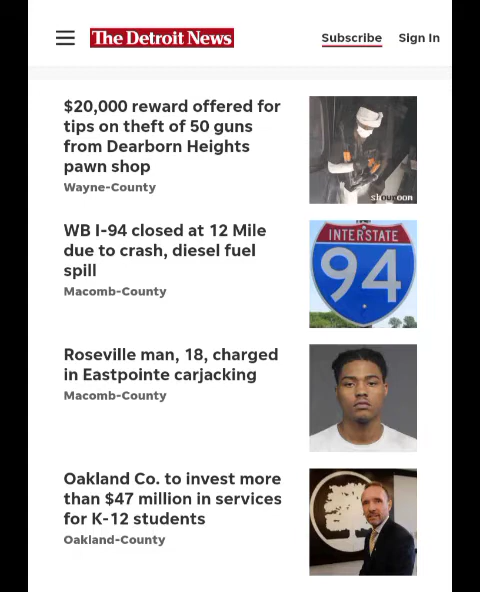 The Detroit News
Subscribe
Sign In
$20,000 reward offered for
tips on theft of 50 guns
from Dearborn Heights
pawn shop
Wayne-County
showroom
WB I-94 closed at 12 Mile
due to crash, diesel fuel
spill
Macomb-County
INTERSTATE
94
Roseville man, 18, charged
in Eastpointe carjacking
Macomb-County
Oakland Co. to invest more
than $47 million in services
for K-12 students
Oakland-County